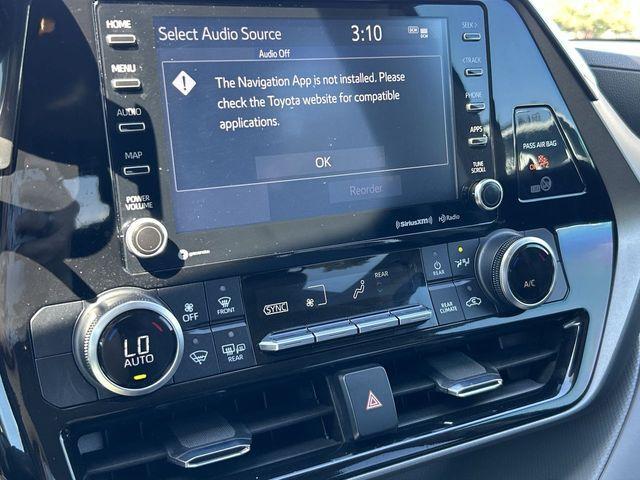 HOME
Select Audio Source
3:10
DCM
SEEK >
Audio Off
MENU
The Navigation App is not installed. Please
check the Toyota website for compatible
applications.
< TRACK
AUDIO
PHONE
MAP
OK
APPS
PASS AIR BAG
Reorder
TUNE
SCROLL
POWER
VOLUME
SiriusXM
HD Radio
OFF
FRONT
REAR
SYNC
REAR
REAR
REAR
CLIMATE
A/C
LO
AUTO